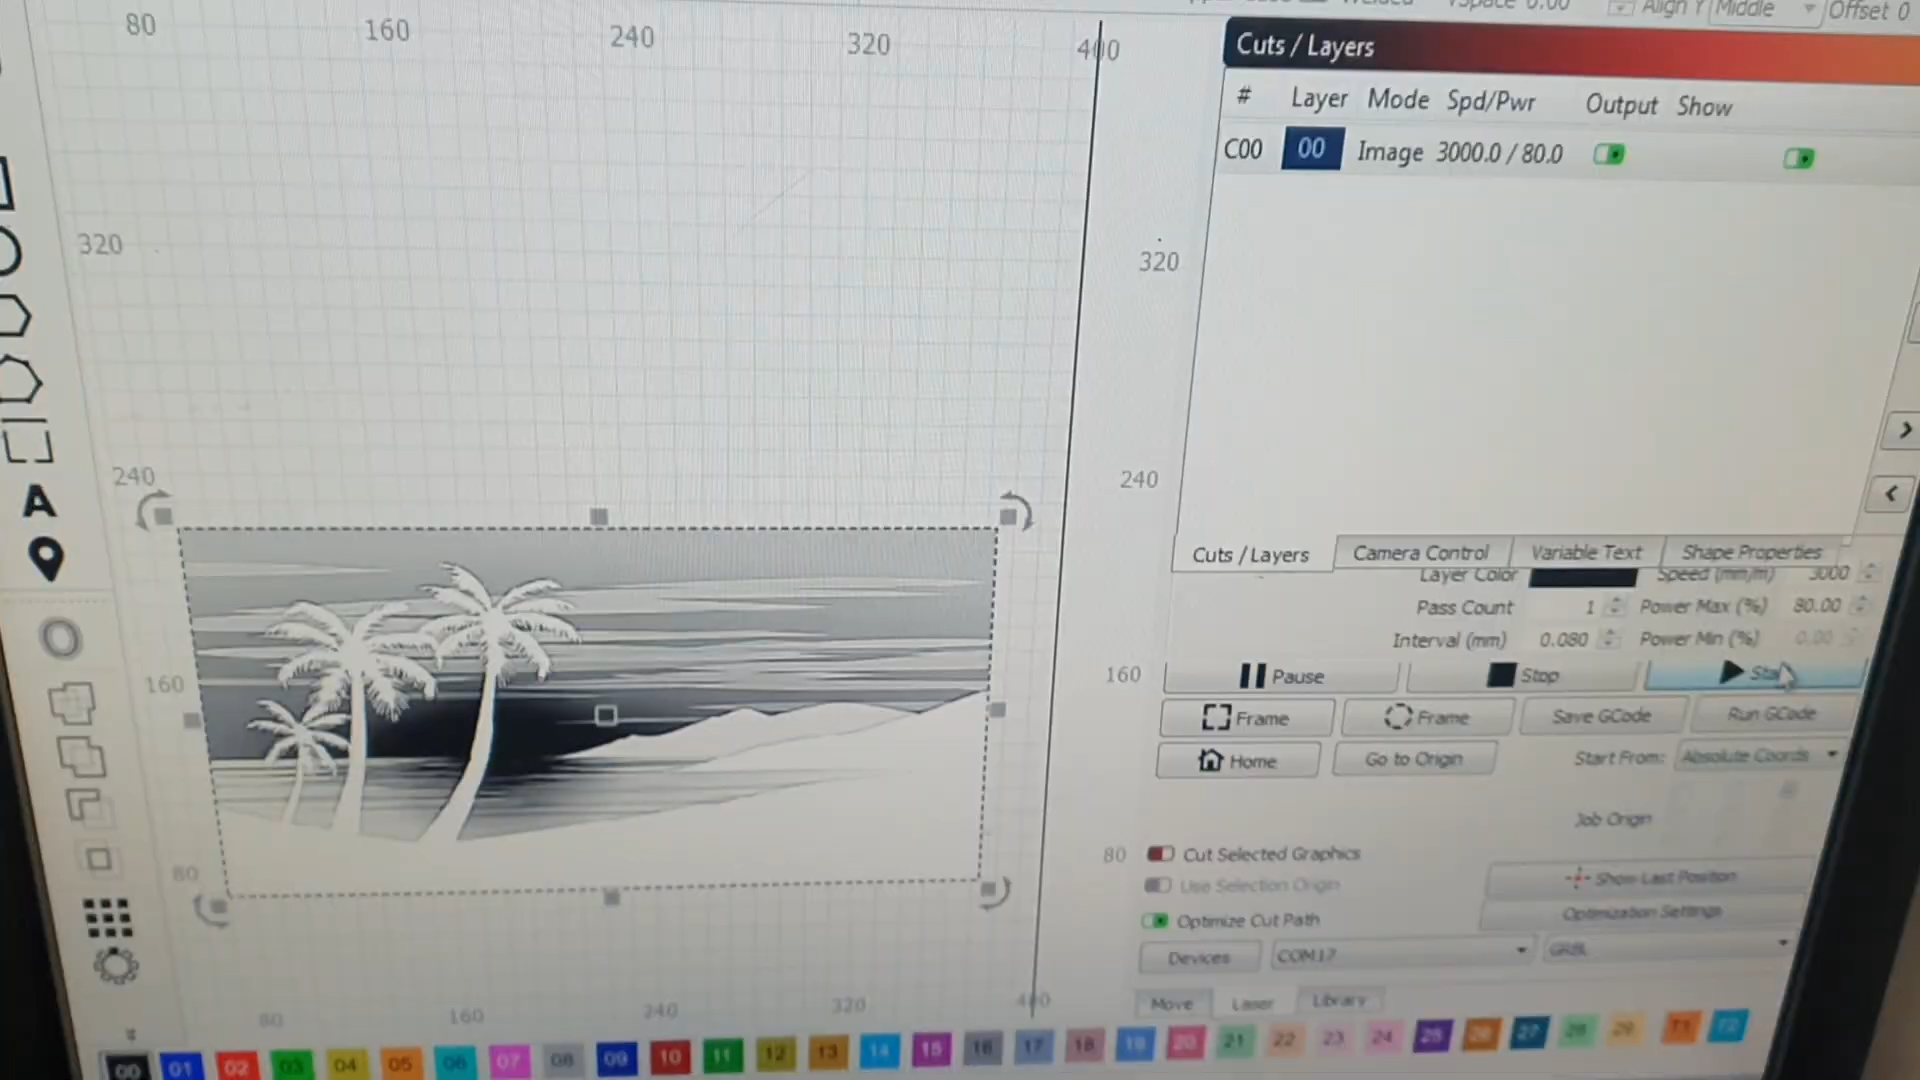 Welded VSpace 0.00 Align Y Middle Offset 0
80 160 240 320 400
Cuts / Layers
# Layer Mode Spd/Pwr Output Show
C00 00 Image 3000.0 / 80.0
320 320
240 240
A
Cuts / Layers Camera Control Variable Text Shape Properties
Layer Color Speed (mm/m) 3000
Pass Count 1 Power Max (%) 80.00
Interval (mm) 0.080 Power Min (%) 0.00
160 160
Pause Stop Sta
Frame Frame Save GCode Run GCode
Home Go to Origin Start From: Absolute Coords
Job Origin
80 80
Cut Selected Graphics
Use Selection Origin Show Last Position
Optimize Cut Path Optimization Settings
Devices COM17 GRBL
80 160 240 320 400
Move Laser Library
00 01 02 03 04 05 06 07 08 09 10 11 12 13 14 15 16 17 18 19 20 21 22 23 24 25 26 27 28 29 T1 T2